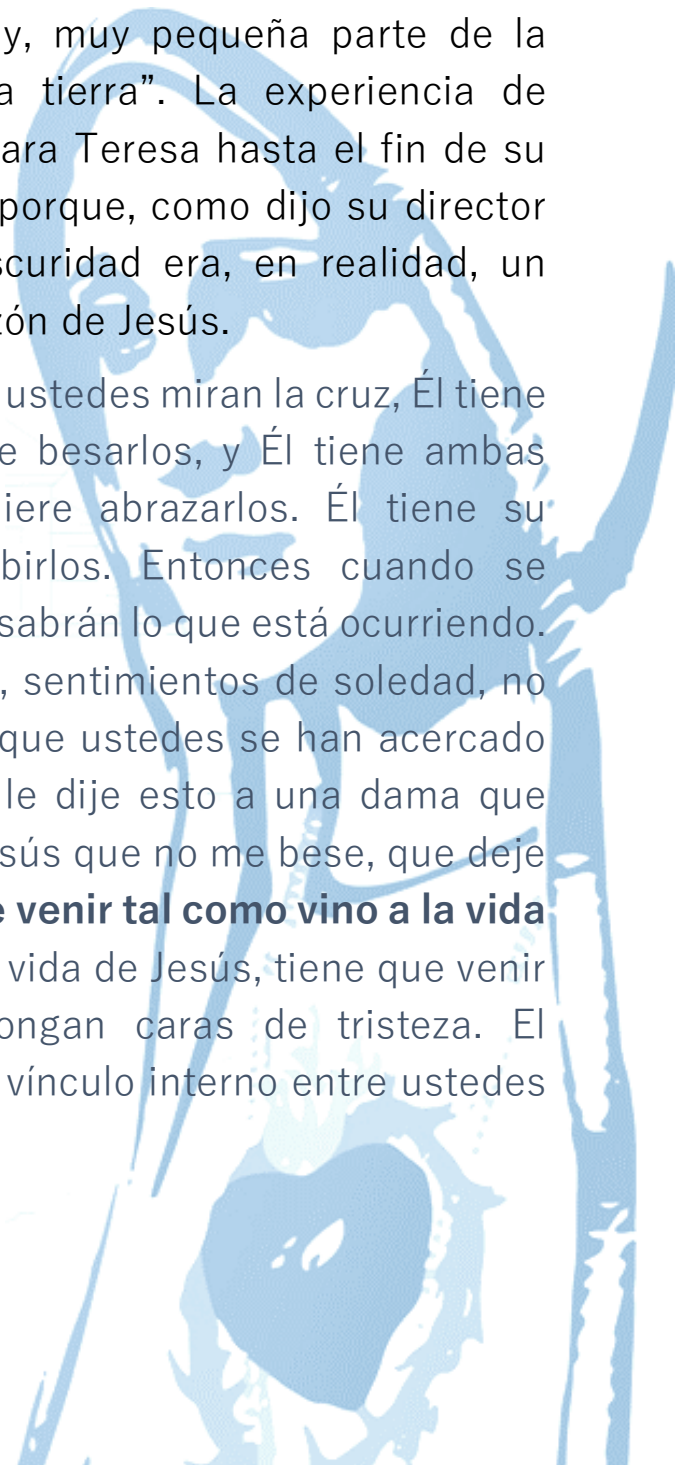 y, muy pequeña parte de la
a tierra”. La experiencia de
ara Teresa hasta el fin de su
porque, como dijo su director
scuridad era, en realidad, un
zón de Jesús.
ustedes miran la cruz, Él tiene
e besarlos, y Él tiene ambas
iere abrazarlos. Él tiene su
birlos. Entonces cuando se
sabrán lo que está ocurriendo.
, sentimientos de soledad, no
que ustedes se han acercado
le dije esto a una dama que
sús que no me bese, que deje
e venir tal como vino a la vida
vida de Jesús, tiene que venir
ongan caras de tristeza. El
vínculo interno entre ustedes